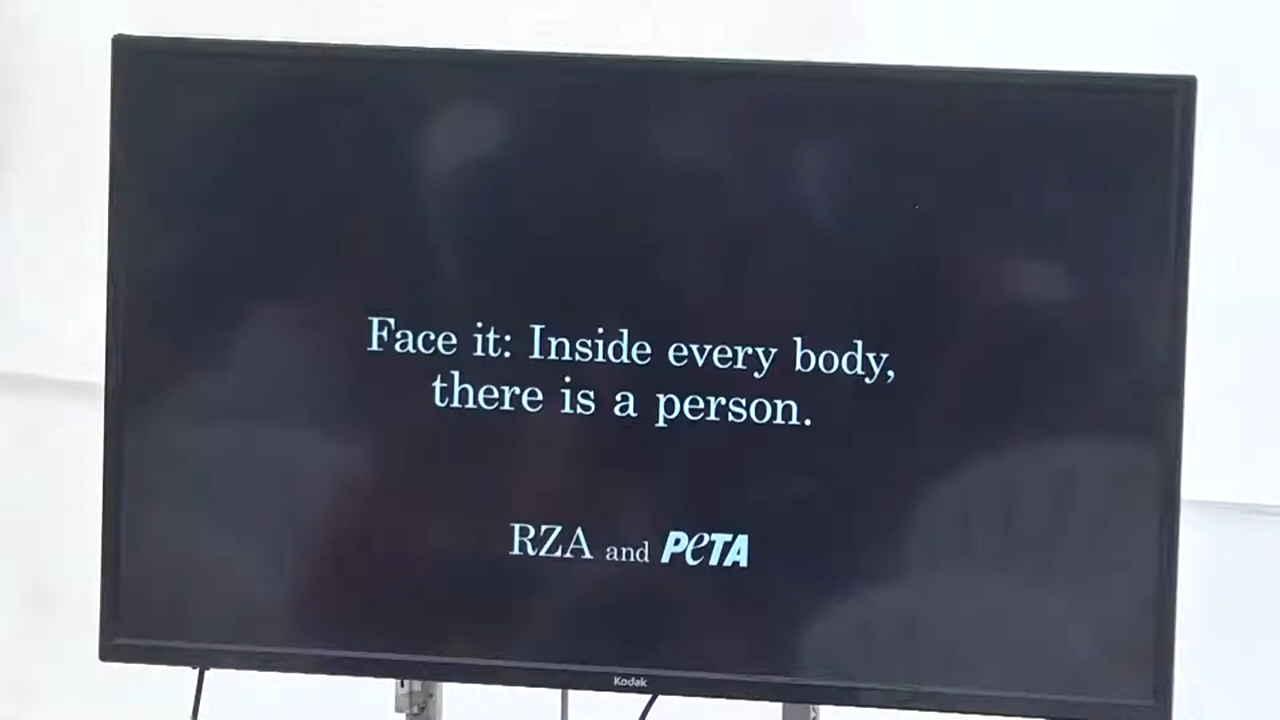 Face it: Inside every body,
there is a person.
RZA and PETA
Kodak